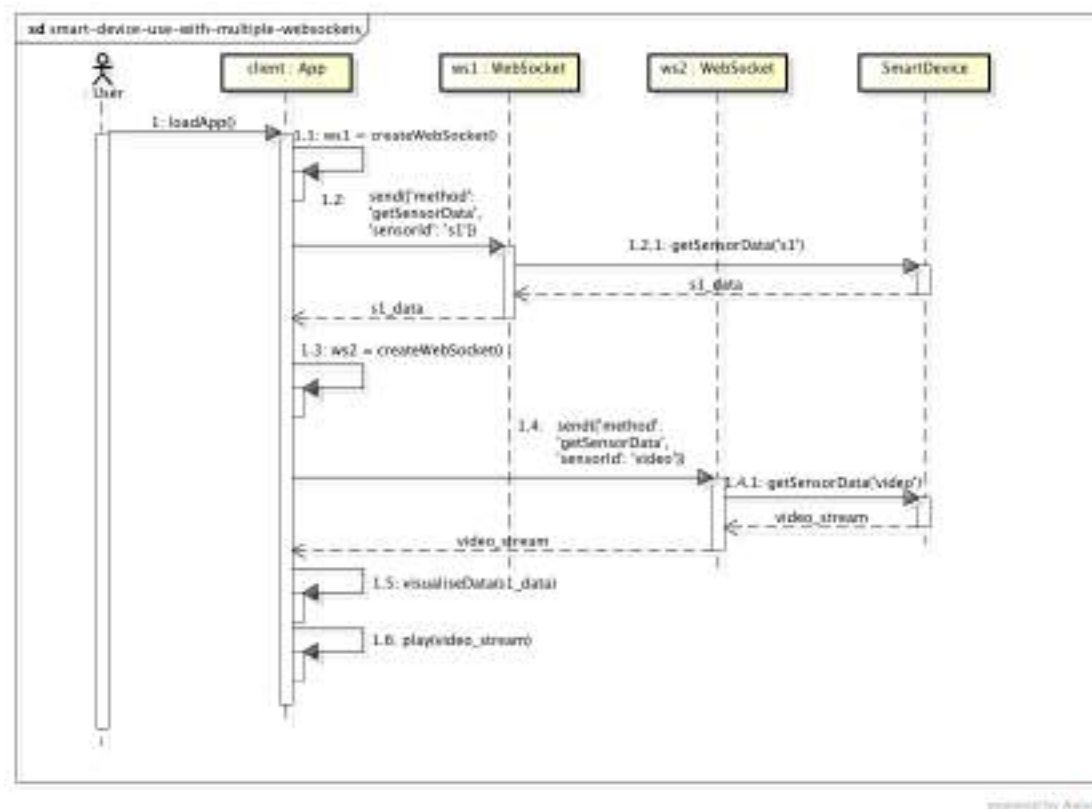 sd smart-device-use-with-multiple-websockets
: User
client : App
ws1 : WebSocket
ws2 : WebSocket
SmartDevice
1: loadApp()
1.1: ws1 = createWebSocket()
1.2: send({'method':
'getSensorData',
'sensorId': 's1'})
1.2.1: getSensorData('s1')
s1_data
s1_data
1.3: ws2 = createWebSocket()
1.4: send({'method':
'getSensorData',
'sensorId': 'video'})
1.4.1: getSensorData('video')
video_stream
video_stream
1.5: visualiseData(s1_data)
1.6: play(video_stream)
powered by